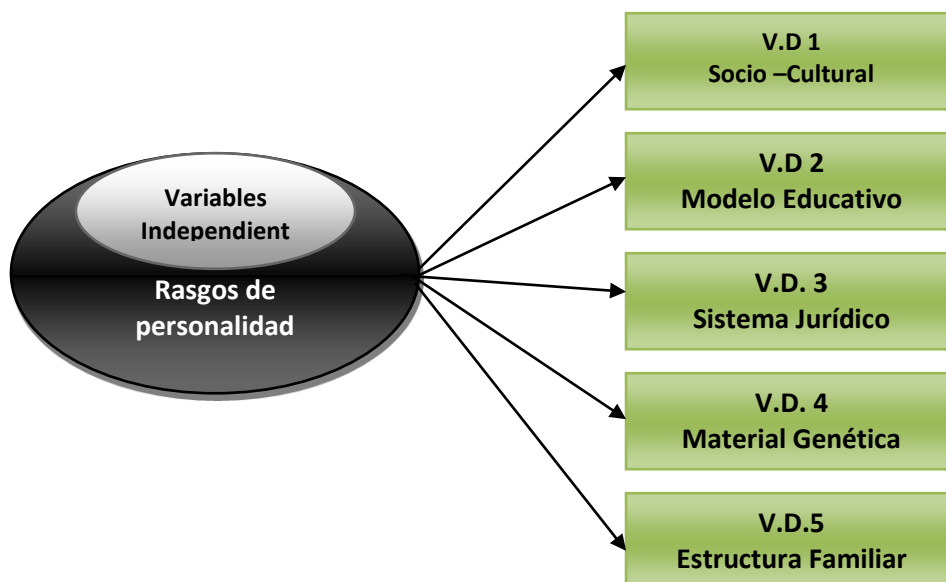 V.D 1
Socio –Cultural
Variables
Independient
Rasgos de
personalidad
V.D 2
Modelo Educativo
V.D. 3
Sistema Jurídico
V.D. 4
Material Genética
V.D.5
Estructura Familiar